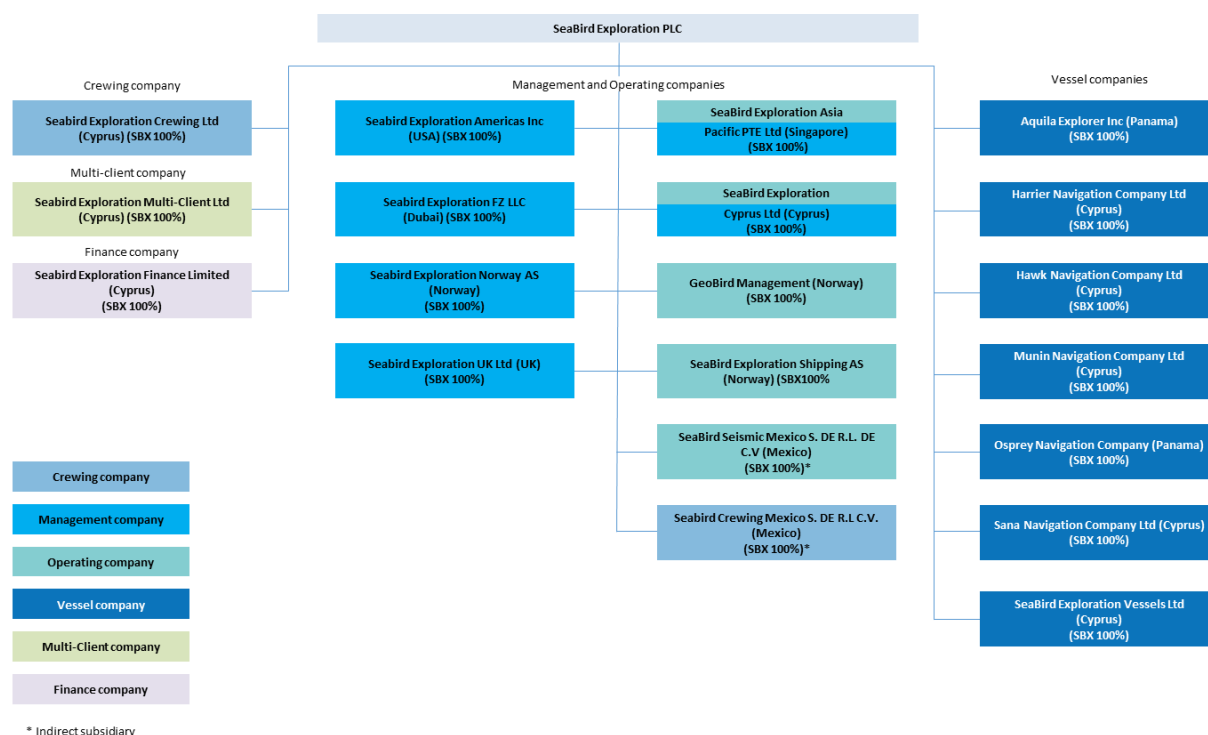 SeaBird Exploration PLC
Crewing company
Seabird Exploration Crewing Ltd
(Cyprus) (SBX 100%)
Multi-client company
Seabird Exploration Multi-Client Ltd
(Cyprus) (SBX 100%)
Finance company
Seabird Exploration Finance Limited
(Cyprus)
(SBX 100%)
Management and Operating companies
Seabird Exploration Americas Inc
(USA) (SBX 100%)
Seabird Exploration FZ LLC
(Dubai) (SBX 100%)
Seabird Exploration Norway AS
(Norway)
(SBX 100%)
Seabird Exploration UK Ltd (UK)
(SBX 100%)
SeaBird Exploration Asia
Pacific PTE Ltd (Singapore)
(SBX 100%)
SeaBird Exploration
Cyprus Ltd (Cyprus)
(SBX 100%)
GeoBird Management (Norway)
(SBX 100%)
SeaBird Exploration Shipping AS
(Norway) (SBX100%
SeaBird Seismic Mexico S. DE R.L. DE
C.V (Mexico)
(SBX 100%)*
Seabird Crewing Mexico S. DE R.L C.V.
(Mexico)
(SBX 100%)*
Vessel companies
Aquila Explorer Inc (Panama)
(SBX 100%)
Harrier Navigation Company Ltd
(Cyprus)
(SBX 100%)
Hawk Navigation Company Ltd
(Cyprus)
(SBX 100%)
Munin Navigation Company Ltd
(Cyprus)
(SBX 100%)
Osprey Navigation Company (Panama)
(SBX 100%)
Sana Navigation Company Ltd (Cyprus)
(SBX 100%)
SeaBird Exploration Vessels Ltd
(Cyprus)
(SBX 100%)
Crewing company
Management company
Operating company
Vessel company
Multi-Client company
Finance company
* Indirect subsidiary